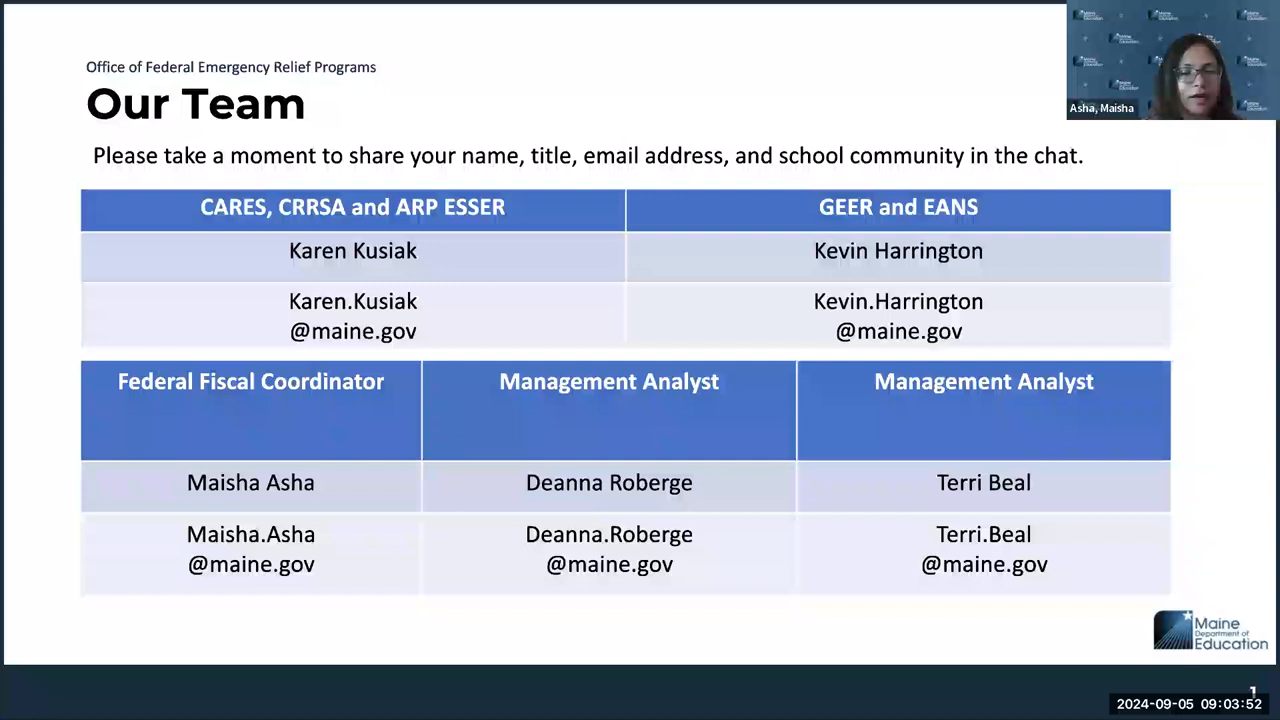 Office of Federal Emergency Relief Programs
Our Team
Please take a moment to share your name, title, email address, and school community in the chat.
CARES, CRRSA and ARP ESSER
GEER and EANS
Karen Kusiak
Kevin Harrington
Karen.Kusiak
@maine.gov
Kevin.Harrington
@maine.gov
Federal Fiscal Coordinator
Management Analyst
Management Analyst
Maisha Asha
Deanna Roberge
Terri Beal
Maisha.Asha
@maine.gov
Deanna.Roberge
@maine.gov
Terri.Beal
@maine.gov
Asha, Maisha
Maine
Department of
Education
1
2024-09-05 09:03:52